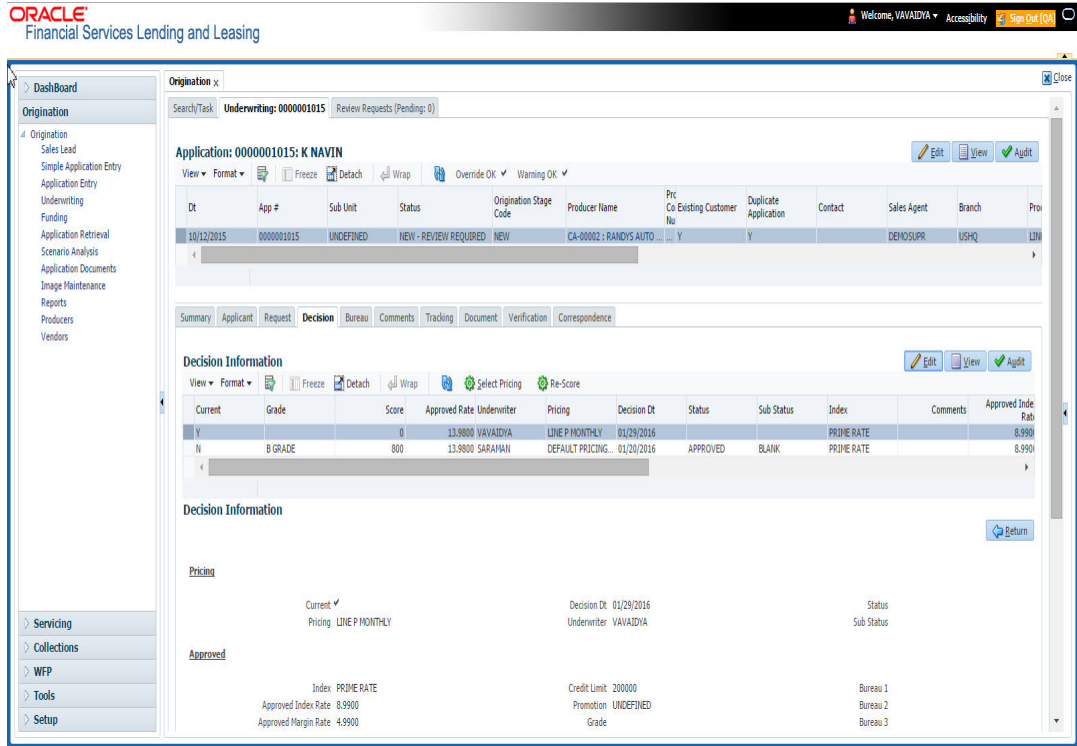 ORACLE
Financial Services Lending and Leasing
Welcome, VAVAIDYA Accessibility Sign Out [QA]
Close
DashBoard
Origination
Origination
Sales Lead
Simple Application Entry
Application Entry
Underwriting
Funding
Application Retrieval
Scenario Analysis
Application Documents
Image Maintenance
Reports
Producers
Vendors
Servicing
Collections
WFP
Tools
Setup
Origination x
Search/Task Underwriting: 0000001015 Review Requests (Pending: 0)
Application: 0000001015: K NAVIN
Edit View Audit
View Format Freeze Detach Wrap Override OK Warning OK
Dt App # Sub Unit Status Origination Stage Code Producer Name Prc Co Nu Existing Customer Duplicate Application Contact Sales Agent Branch Pro
10/12/2015 0000001015 UNDEFINED NEW - REVIEW REQUIRED NEW CA-00002 : RANDYS AUTO ... ... Y Y DEMOSUPR USHQ LIN
Summary Applicant Request Decision Bureau Comments Tracking Document Verification Correspondence
Decision Information
Edit View Audit
View Format Freeze Detach Wrap Select Pricing Re-Score
Current Grade Score Approved Rate Underwriter Pricing Decision Dt Status Sub Status Index Comments Approved Inde Rat
Y 0 13.9800 VAVAIDYA LINE P MONTHLY 01/29/2016 PRIME RATE 8.990
N B GRADE 800 13.9800 SARAMAN DEFAULT PRICING... 01/20/2016 APPROVED BLANK PRIME RATE 8.990
Decision Information
Return
Pricing
Current Decision Dt 01/29/2016 Status
Pricing LINE P MONTHLY Underwriter VAVAIDYA Sub Status
Approved
Index PRIME RATE Credit Limit 200000 Bureau 1
Approved Index Rate 8.9900 Promotion UNDEFINED Bureau 2
Approved Margin Rate 4.9900 Grade Bureau 3